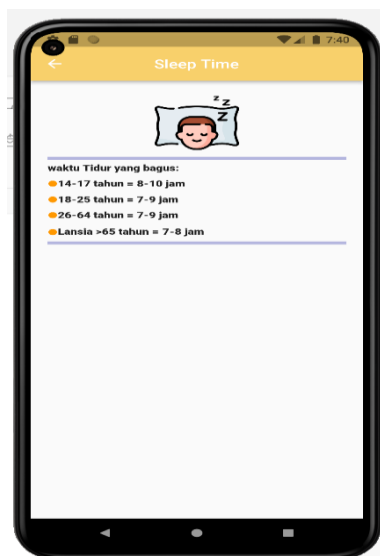 7:40
Sleep Time
z z z
waktu Tidur yang bagus:
14-17 tahun = 8-10 jam
18-25 tahun = 7-9 jam
26-64 tahun = 7-9 jam
Lansia >65 tahun = 7-8 jam